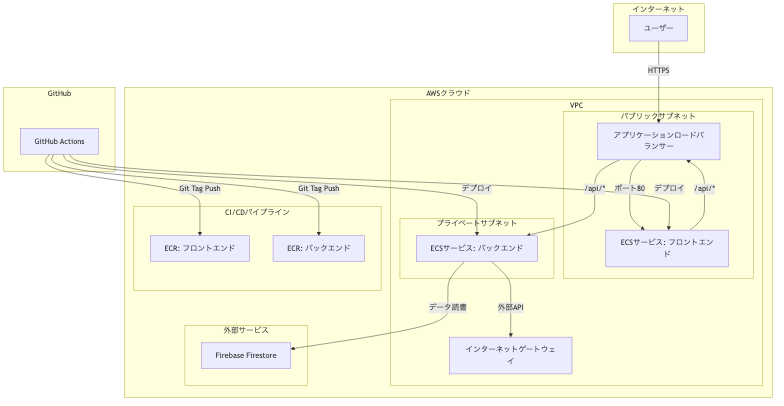 インターネット
ユーザー
HTTPS
GitHub
GitHub Actions
AWSクラウド
VPC
パブリックサブネット
アプリケーションロードバ
ランサー
Git Tag Push
Git Tag Push
デプロイ
/api/*
ポート80
デプロイ
/api/*
CI/CDパイプライン
ECR: フロントエンド
ECR: バックエンド
プライベートサブネット
ECSサービス: バックエンド
ECSサービス: フロントエン
ド
データ読書
外部API
外部サービス
Firebase Firestore
インターネットゲートウェ
イ